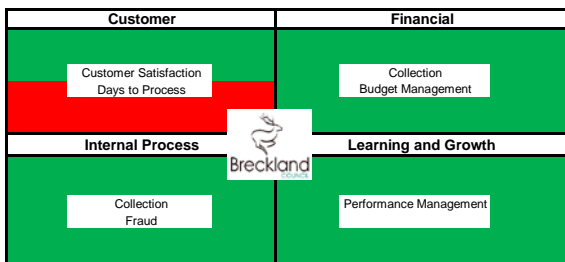 Customer
Financial
Customer Satisfaction
Days to Process
Collection
Budget Management
Internal Process
Learning and Growth
Breckland
COUNCIL
Collection
Fraud
Performance Management